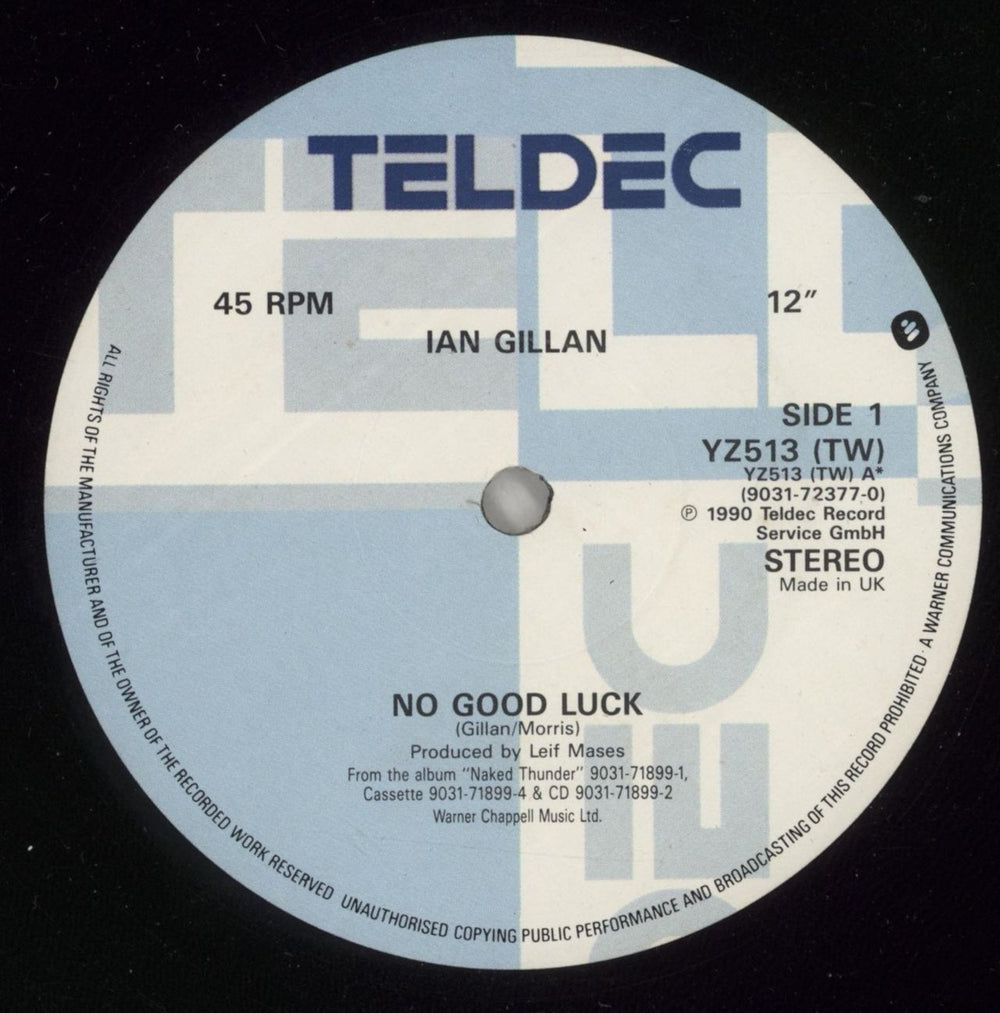 TELDEC
45 RPM
12"
IAN GILLAN
SIDE 1
YZ513 (TW)
YZ513 (TW) A*
(9031-72377-0)
℗ 1990 Teldec Record
Service GmbH
STEREO
Made in UK
NO GOOD LUCK
(Gillan/Morris)
Produced by Leif Mases
From the album "Naked Thunder" 9031-71899-1,
Cassette 9031-71899-4 & CD 9031-71899-2
Warner Chappell Music Ltd.
ALL RIGHTS OF THE MANUFACTURER AND OF THE OWNER OF THE RECORDED WORK RESERVED UNAUTHORISED COPYING PUBLIC PERFORMANCE AND BROADCASTING OF THIS RECORD PROHIBITED · A WARNER COMMUNICATIONS COMPANY